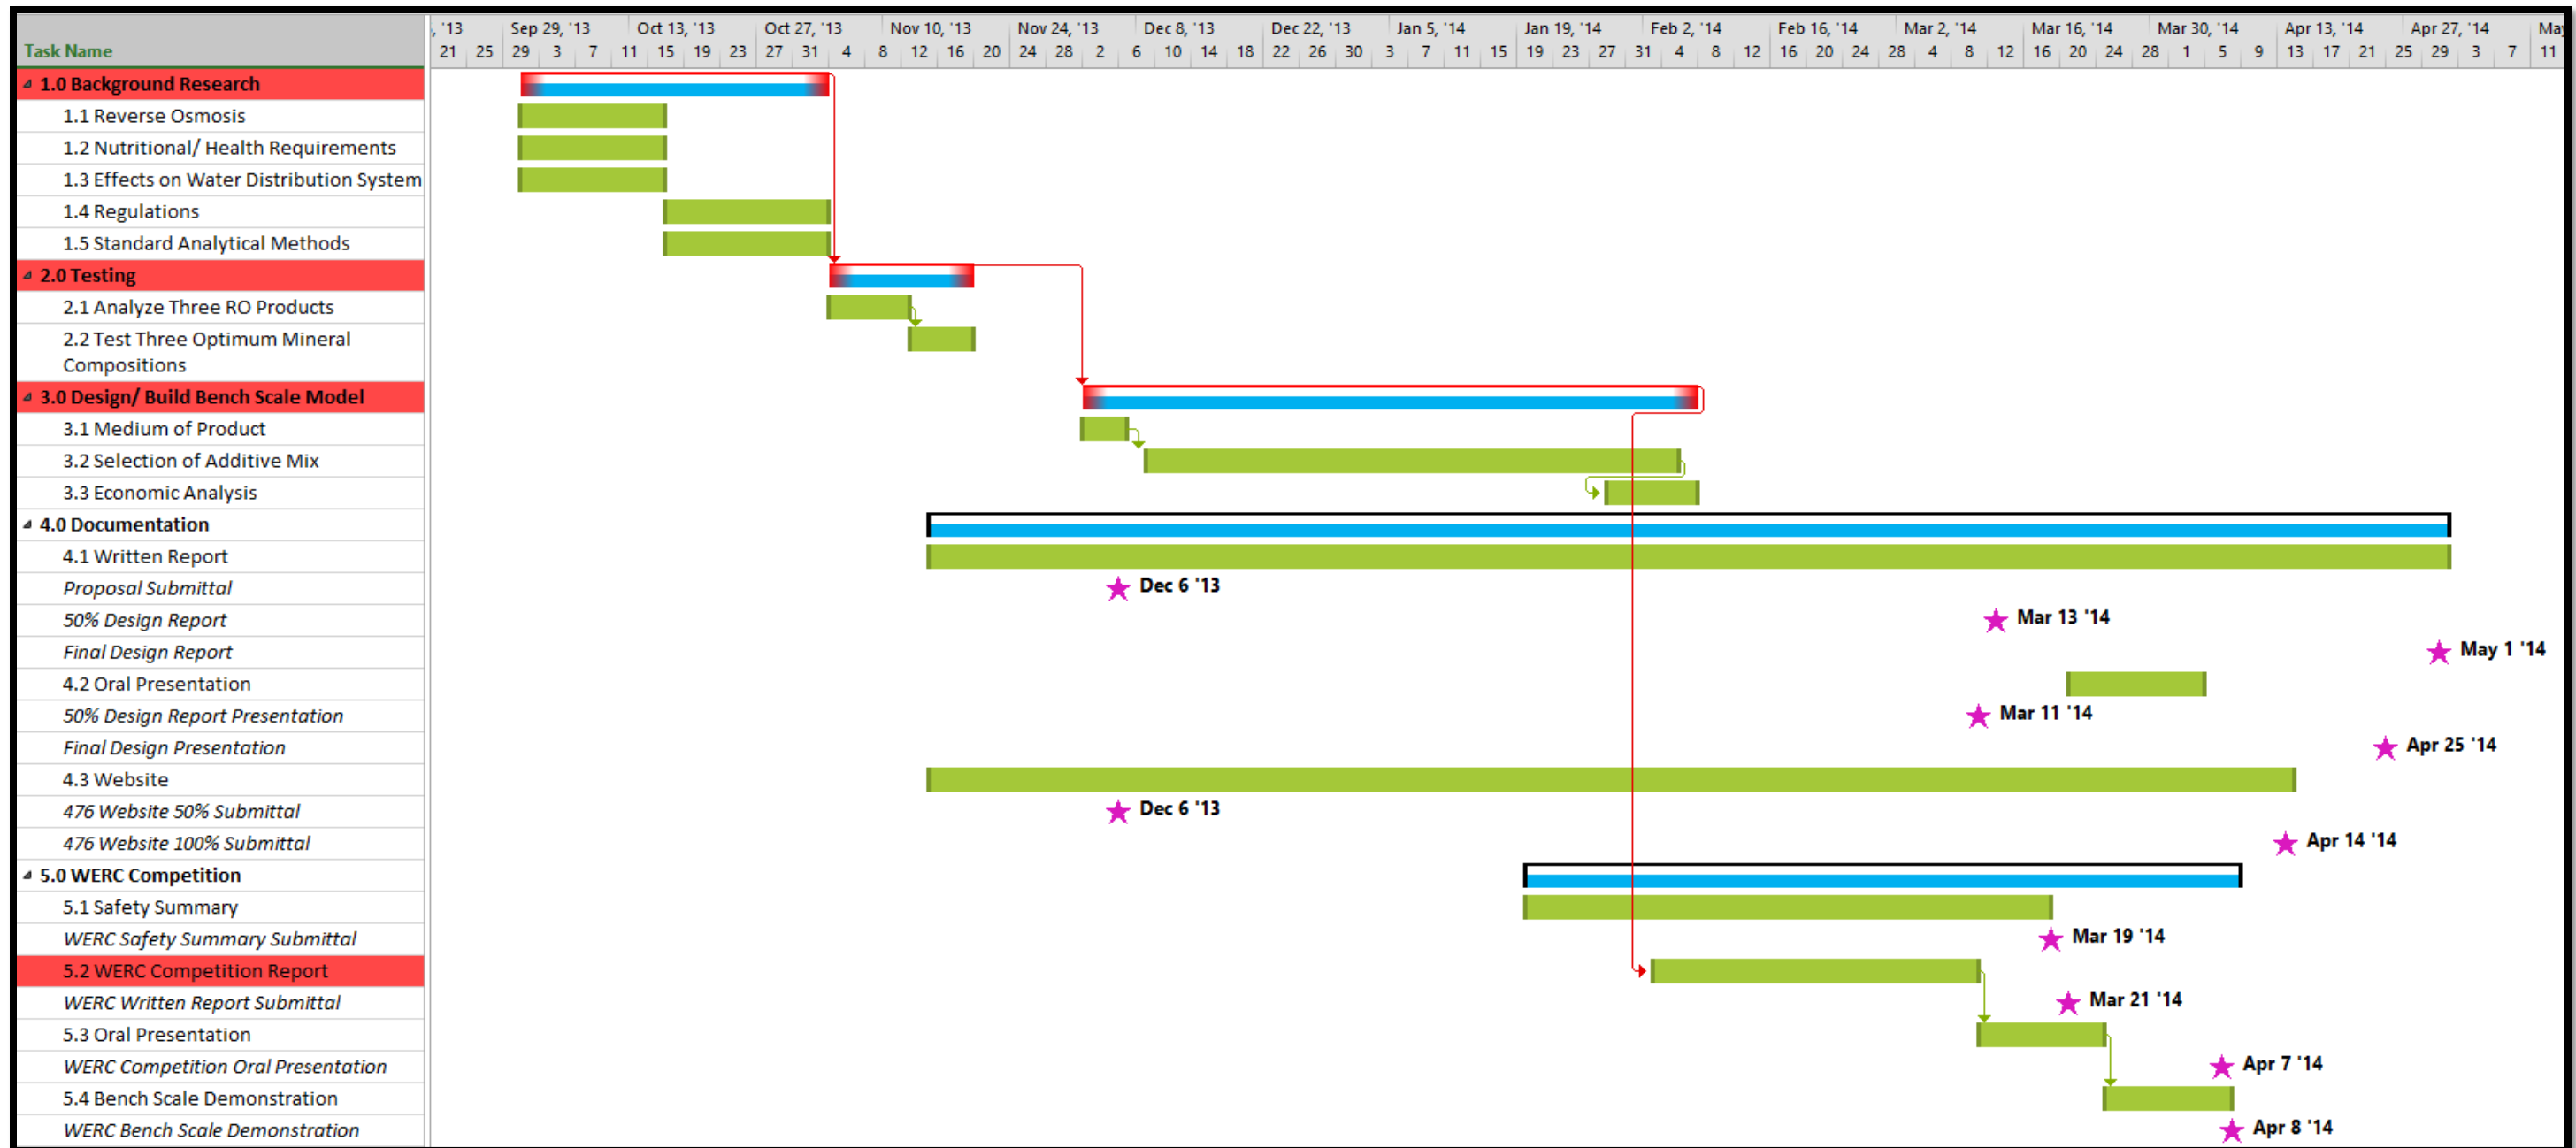 , '13 Sep 29, '13 Oct 13, '13 Oct 27, '13 Nov 10, '13 Nov 24, '13 Dec 8, '13 Dec 22, '13 Jan 5, '14 Jan 19, '14 Feb 2, '14 Feb 16, '14 Mar 2, '14 Mar 16, '14 Mar 30, '14 Apr 13, '14 Apr 27, '14 May
Task Name 21 25 29 3 7 11 15 19 23 27 31 4 8 12 16 20 24 28 2 6 10 14 18 22 26 30 3 7 11 15 19 23 27 31 4 8 12 16 20 24 28 4 8 12 16 20 24 28 1 5 9 13 17 21 25 29 3 7 11
1.0 Background Research
1.1 Reverse Osmosis
1.2 Nutritional/ Health Requirements
1.3 Effects on Water Distribution System
1.4 Regulations
1.5 Standard Analytical Methods
2.0 Testing
2.1 Analyze Three RO Products
2.2 Test Three Optimum Mineral
Compositions
3.0 Design/ Build Bench Scale Model
3.1 Medium of Product
3.2 Selection of Additive Mix
3.3 Economic Analysis
4.0 Documentation
4.1 Written Report
Proposal Submittal Dec 6 '13
50% Design Report Mar 13 '14
Final Design Report May 1 '14
4.2 Oral Presentation
50% Design Report Presentation Mar 11 '14
Final Design Presentation Apr 25 '14
4.3 Website
476 Website 50% Submittal Dec 6 '13
476 Website 100% Submittal Apr 14 '14
5.0 WERC Competition
5.1 Safety Summary
WERC Safety Summary Submittal Mar 19 '14
5.2 WERC Competition Report
WERC Written Report Submittal Mar 21 '14
5.3 Oral Presentation
WERC Competition Oral Presentation Apr 7 '14
5.4 Bench Scale Demonstration
WERC Bench Scale Demonstration Apr 8 '14